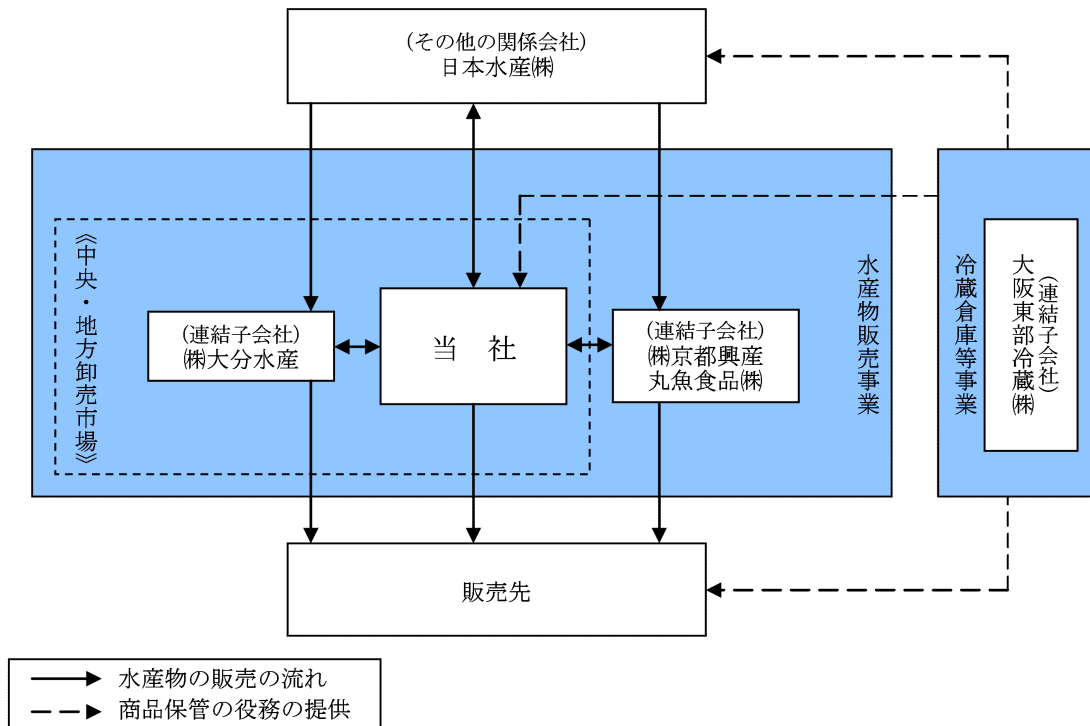 (その他の関係会社)
日本水産㈱
《中央・地方卸売市場》
(連結子会社)
㈱大分水産
当 社
(連結子会社)
㈱京都興産
丸魚食品㈱
水産物販売事業
冷蔵倉庫等事業
(連結子会社)
大阪東部冷蔵㈱
販売先
水産物の販売の流れ
商品保管の役務の提供